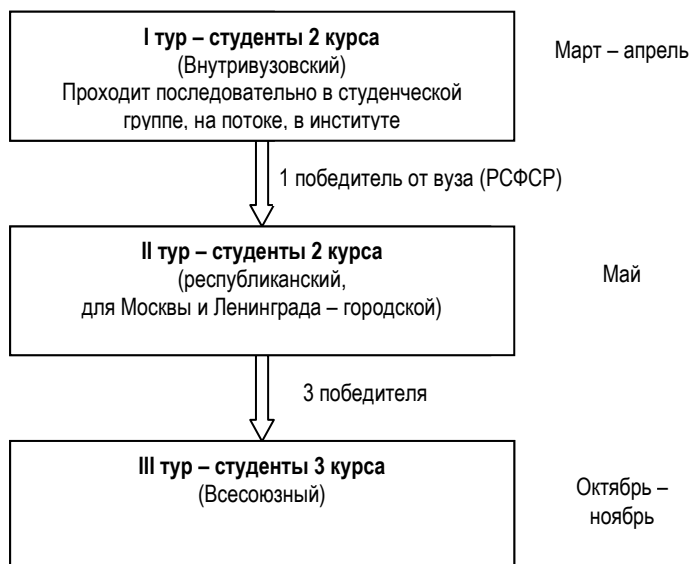 I тур – студенты 2 курса
(Внутривузовский)
Проходит последовательно в студенческой
группе, на потоке, в институте
Март – апрель
1 победитель от вуза (РСФСР)
II тур – студенты 2 курса
(республиканский,
для Москвы и Ленинграда – городской)
Май
3 победителя
III тур – студенты 3 курса
(Всесоюзный)
Октябрь –
ноябрь